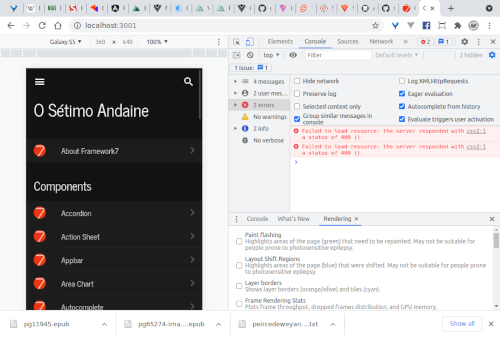 localhost:3001
Galaxy S5 360 × 640 100%
Elements Console Sources Network » 2 1
top Filter Default levels 2 hidden
1 Issue: 1
4 messages
2 user mes...
2 errors
No warnings
2 info
No verbose
Hide network
Preserve log
Selected context only
Group similar messages in console
Log XMLHttpRequests
Eager evaluation
Autocomplete from history
Evaluate triggers user activation
Failed to load resource: the server responded with css2:1
a status of 408 ()
Failed to load resource: the server responded with css2:1
a status of 408 ()
O Sétimo Andaine
About Framework7
Components
Accordion
Action Sheet
Appbar
Area Chart
Autocomplete
Console What's New Rendering ×
Paint flashing
Highlights areas of the page (green) that need to be repainted. May not be suitable for
people prone to photosensitive epilepsy.
Layout Shift Regions
Highlights areas of the page (blue) that were shifted. May not be suitable for people prone
to photosensitive epilepsy.
Layer borders
Shows layer borders (orange/olive) and tiles (cyan).
Frame Rendering Stats
Plots frame throughput, dropped frames distribution, and GPU memory.
pg11945.epub
pg65274-ima....epub
peircedeweyan....txt
Show all